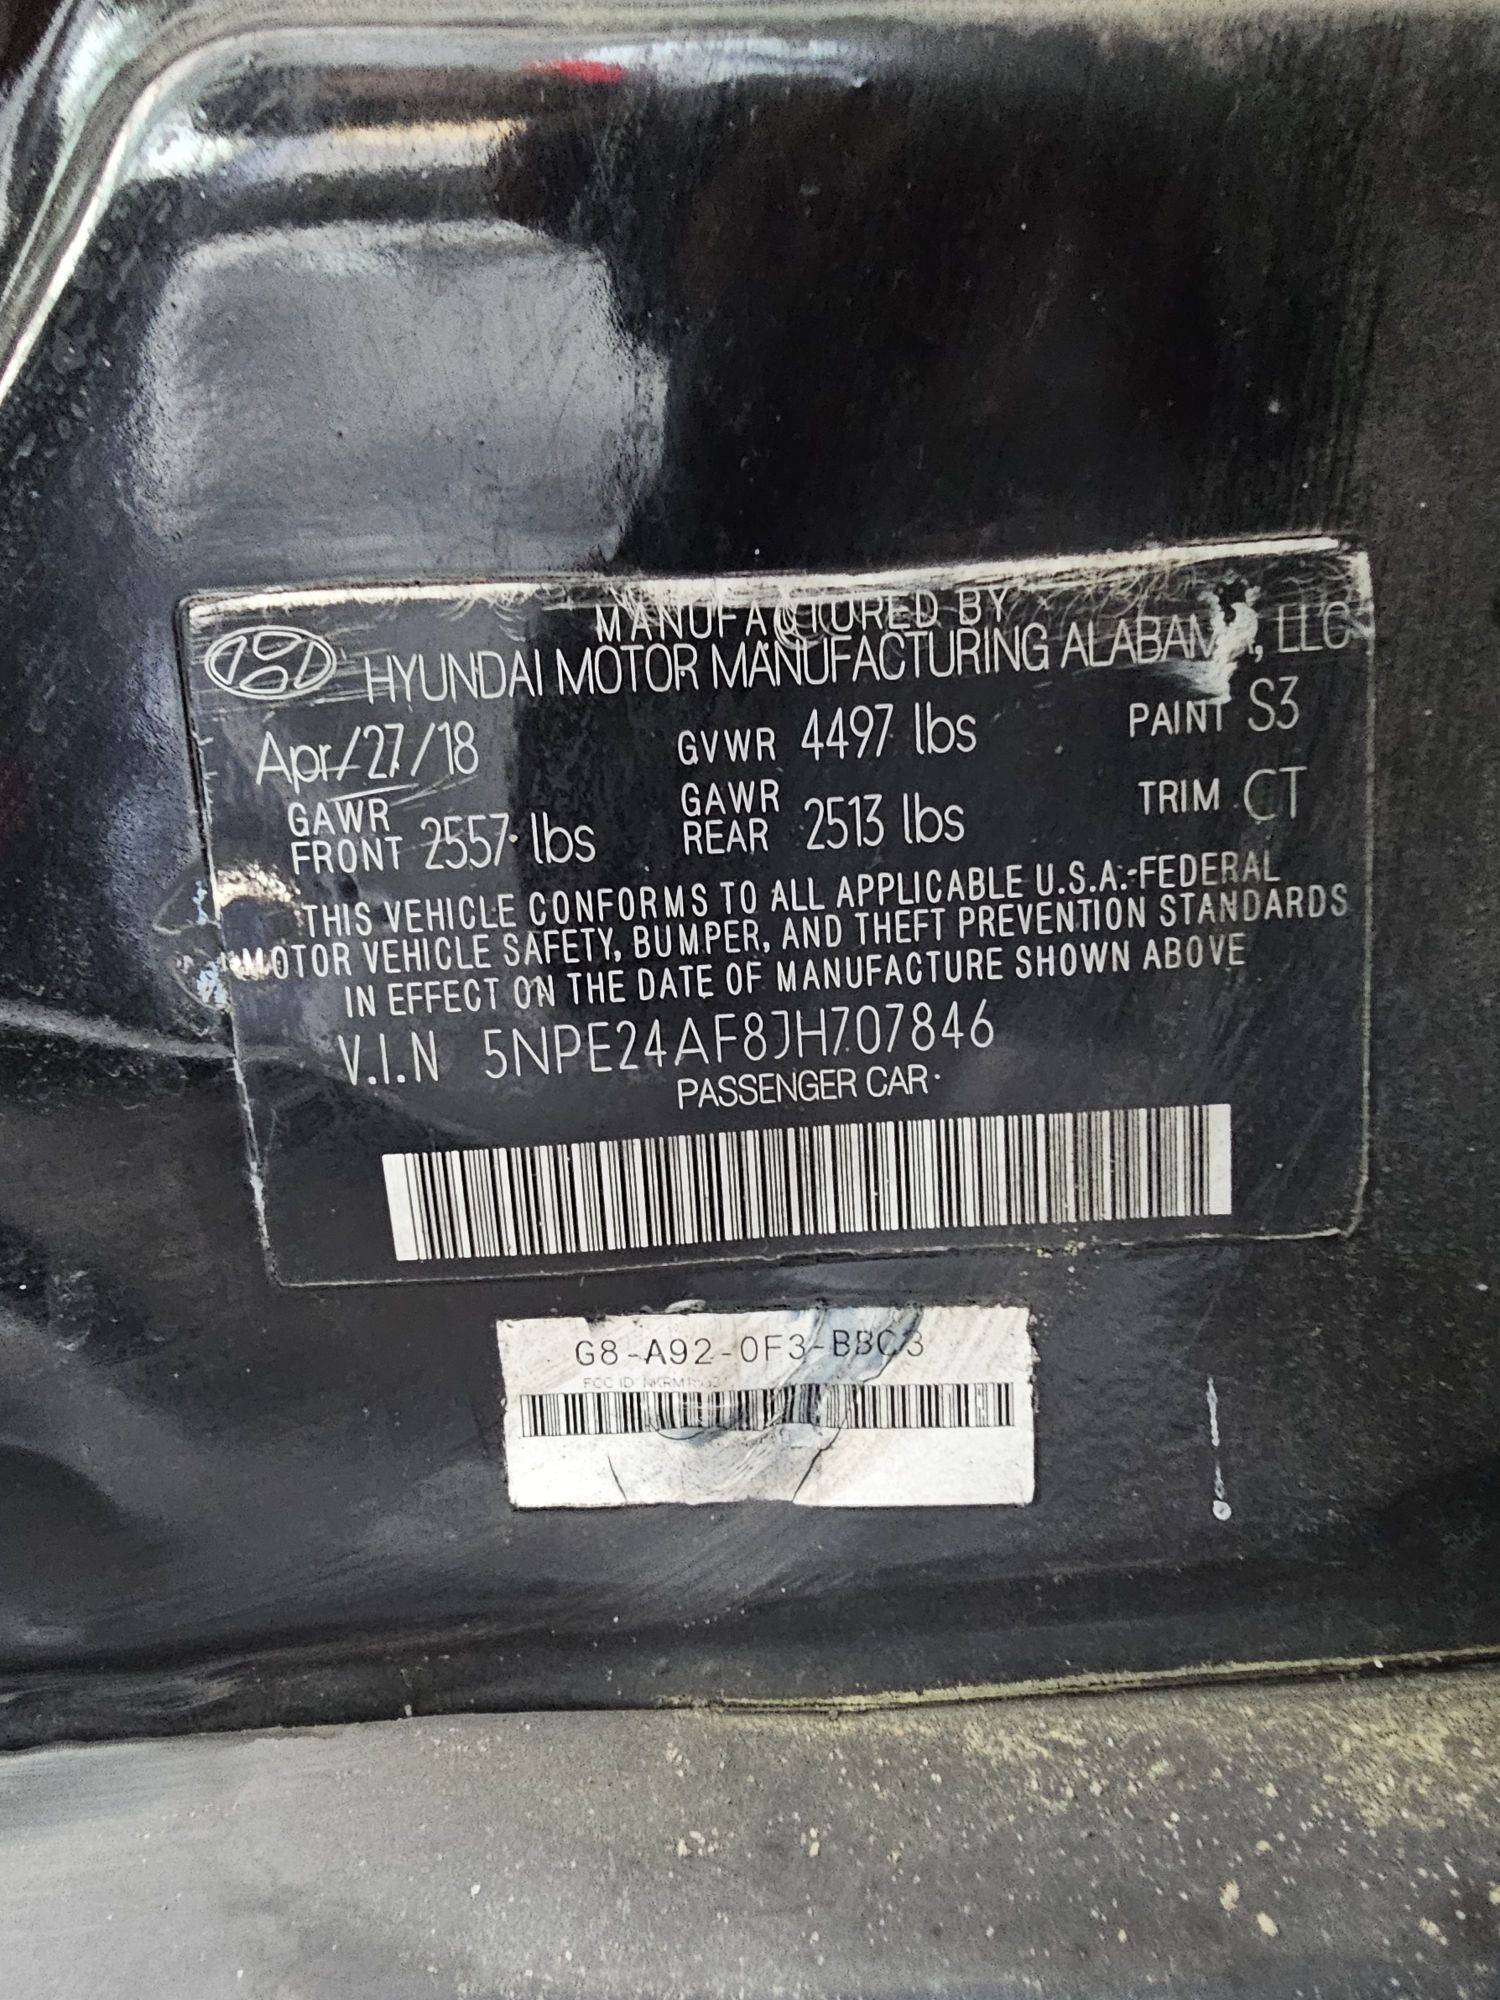 MANUFACTURED BY
HYUNDAI MOTOR MANUFACTURING ALABAMA, LLC
Apr/27/18 GVWR 4497 lbs PAINT S3
GAWR FRONT 2557 lbs GAWR REAR 2513 lbs TRIM CT
THIS VEHICLE CONFORMS TO ALL APPLICABLE U.S.A. FEDERAL
MOTOR VEHICLE SAFETY, BUMPER, AND THEFT PREVENTION STANDARDS
IN EFFECT ON THE DATE OF MANUFACTURE SHOWN ABOVE
V.I.N 5NPE24AF8JH707846
PASSENGER CAR
G8-A92-0F3-BBC3
FCC ID